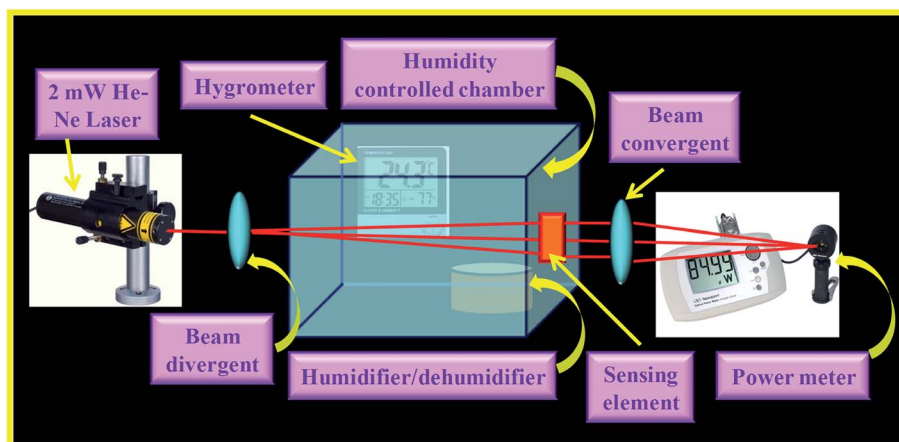 2 mW He-
Ne Laser
Hygrometer
Humidity
controlled chamber
Beam
convergent
24.3
°C
18:35
77
84.99
W
Beam
divergent
Humidifier/dehumidifier
Sensing
element
Power meter